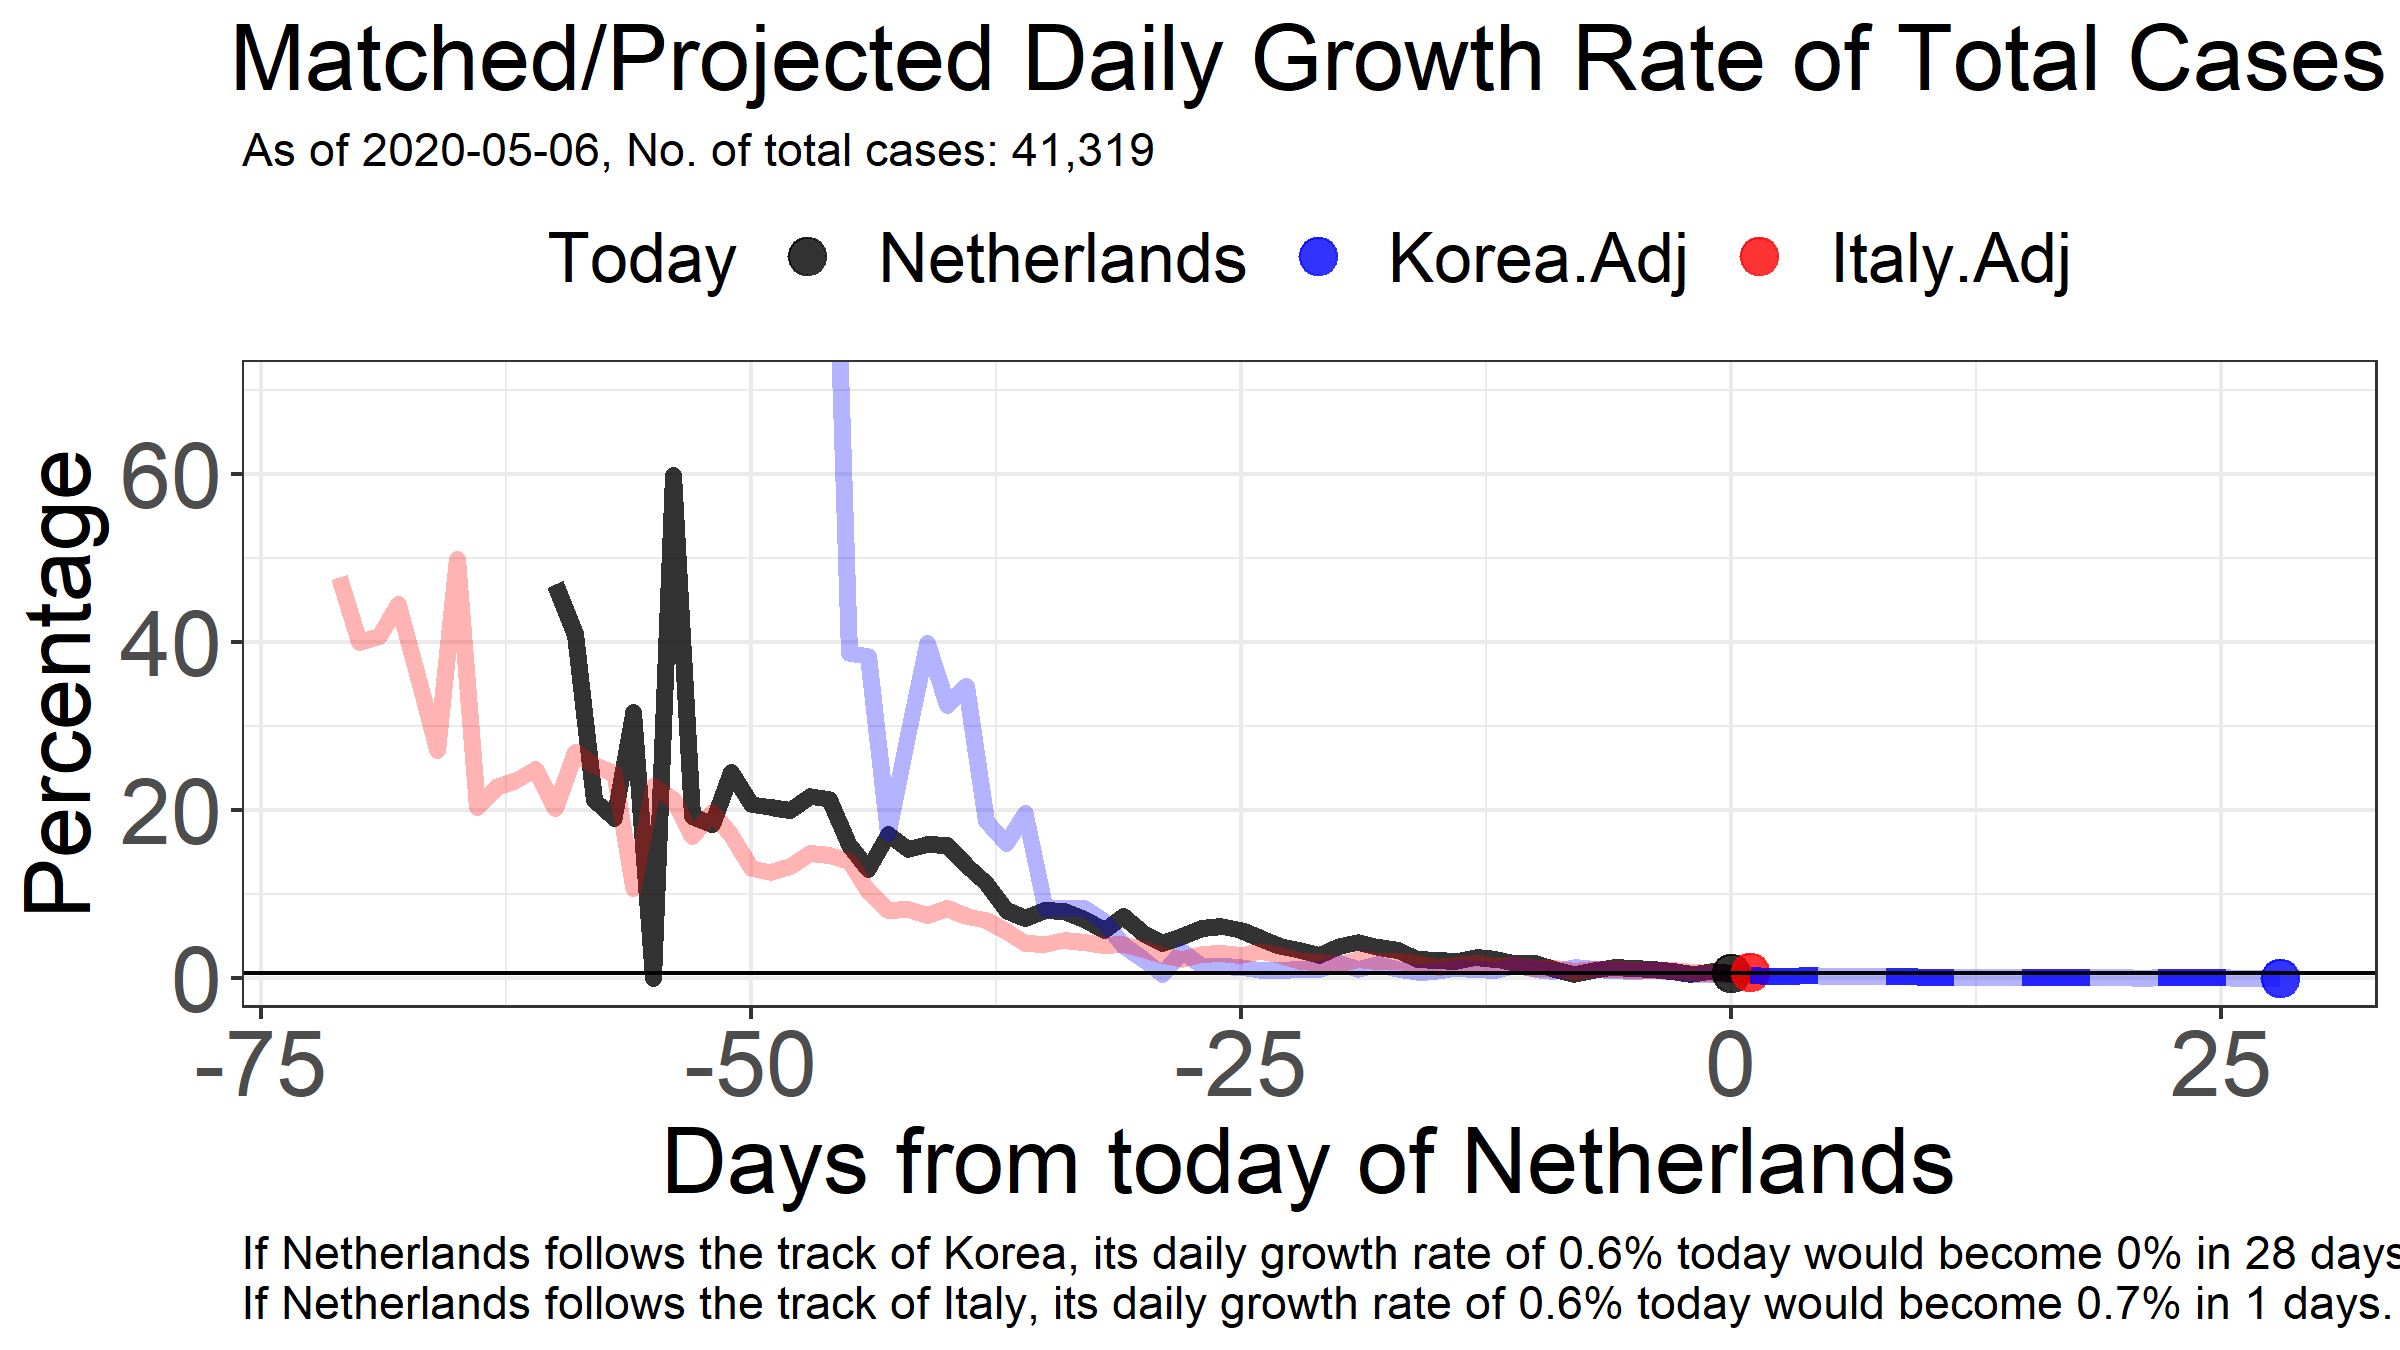 Matched/Projected Daily Growth Rate of Total Cases
As of 2020-05-06, No. of total cases: 41,319
Today Netherlands Korea.Adj Italy.Adj
Percentage
60
40
20
0
-75 -50 -25 0 25
Days from today of Netherlands
If Netherlands follows the track of Korea, its daily growth rate of 0.6% today would become 0% in 28 days
If Netherlands follows the track of Italy, its daily growth rate of 0.6% today would become 0.7% in 1 days.